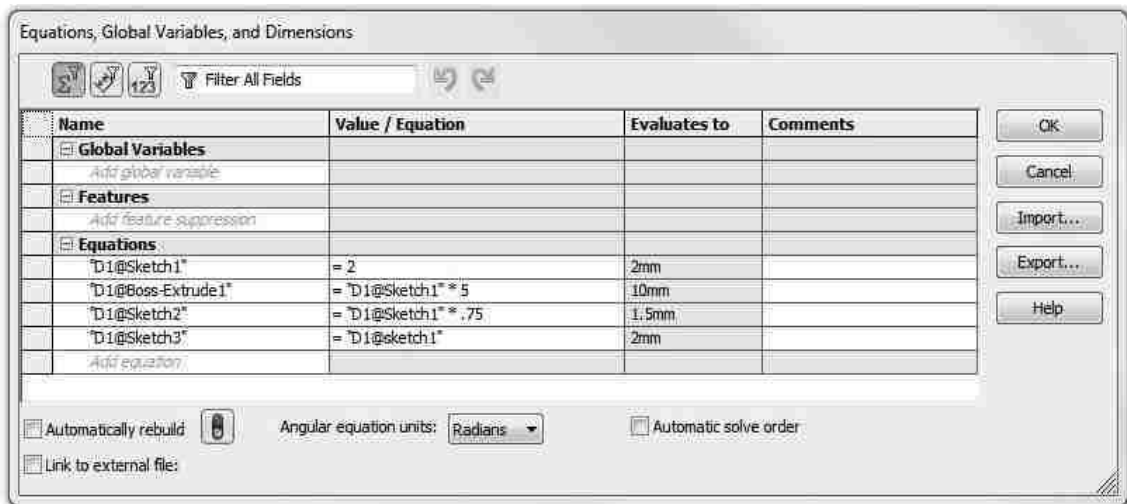 Equations, Global Variables, and Dimensions
Σ 123 Filter All Fields
Name Value / Equation Evaluates to Comments
Global Variables
Add global variable
Features
Add feature suppression
Equations
"D1@Sketch1" = 2 2mm
"D1@Boss-Extrude1" = "D1@Sketch1" * 5 10mm
"D1@Sketch2" = "D1@Sketch1" * .75 1.5mm
"D1@Sketch3" = "D1@sketch1" 2mm
Add equation
OK
Cancel
Import...
Export...
Help
Automatically rebuild Angular equation units: Radians Automatic solve order
Link to external file: